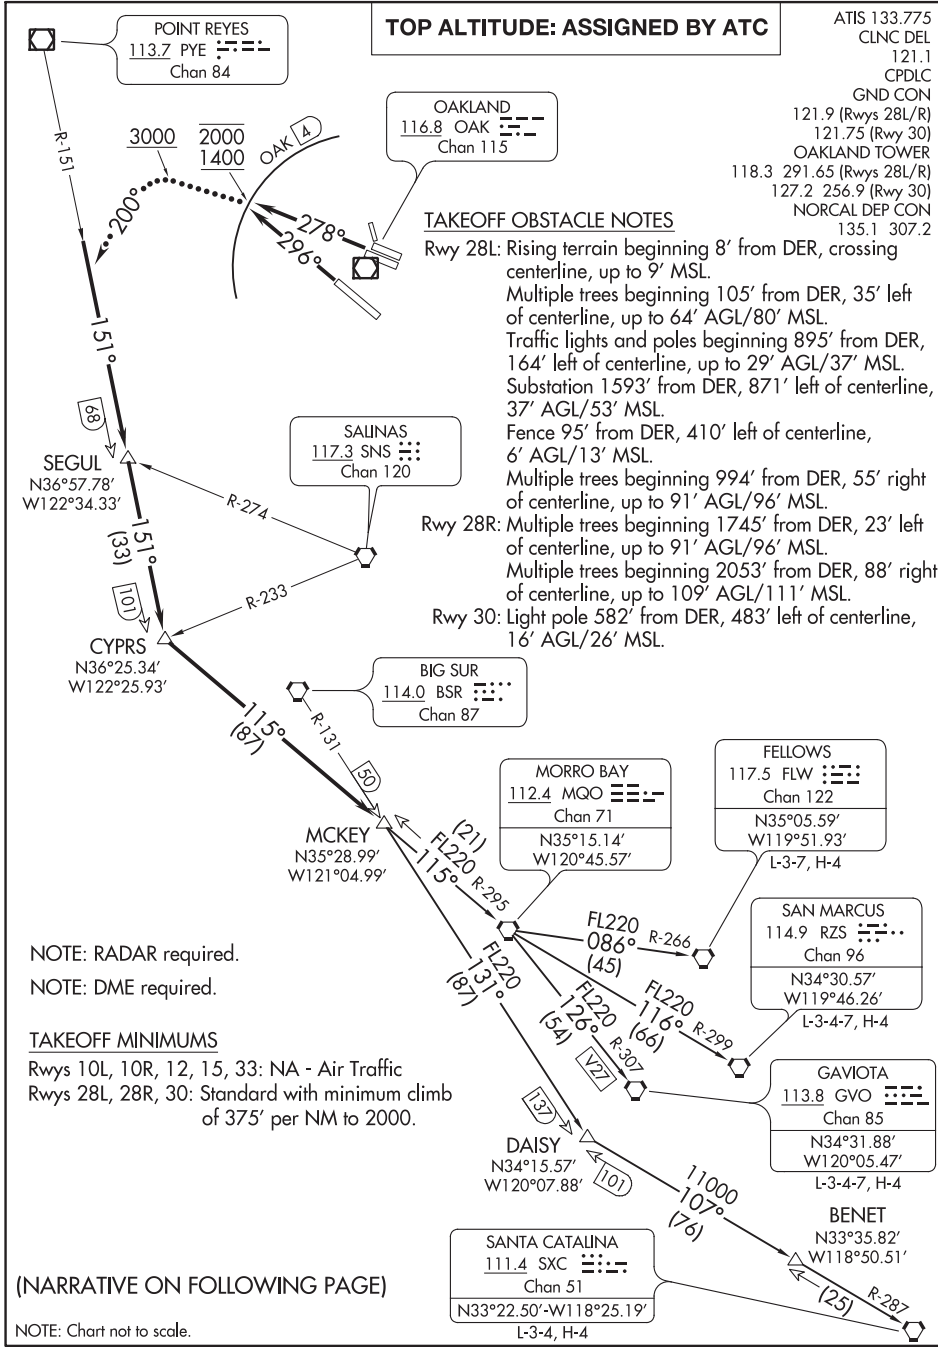 POINT REYES
113.7 PYE
Chan 84
TOP ALTITUDE: ASSIGNED BY ATC
ATIS 133.775
CLNC DEL
121.1
CPDLC
GND CON
121.9 (Rwys 28L/R)
121.75 (Rwy 30)
OAKLAND TOWER
118.3 291.65 (Rwys 28L/R)
127.2 256.9 (Rwy 30)
NORCAL DEP CON
135.1 307.2
OAKLAND
116.8 OAK
Chan 115
R-151
3000
2000
1400
OAK 4
200°
278°
296°
TAKEOFF OBSTACLE NOTES
Rwy 28L: Rising terrain beginning 8′ from DER, crossing
centerline, up to 9′ MSL.
Multiple trees beginning 105′ from DER, 35′ left
of centerline, up to 64′ AGL/80′ MSL.
Traffic lights and poles beginning 895′ from DER,
164′ left of centerline, up to 29′ AGL/37′ MSL.
Substation 1593′ from DER, 871′ left of centerline,
37′ AGL/53′ MSL.
Fence 95′ from DER, 410′ left of centerline,
6′ AGL/13′ MSL.
Multiple trees beginning 994′ from DER, 55′ right
of centerline, up to 91′ AGL/96′ MSL.
Rwy 28R: Multiple trees beginning 1745′ from DER, 23′ left
of centerline, up to 91′ AGL/96′ MSL.
Multiple trees beginning 2053′ from DER, 88′ right
of centerline, up to 109′ AGL/111′ MSL.
Rwy 30: Light pole 582′ from DER, 483′ left of centerline,
16′ AGL/26′ MSL.
151°
68
SEGUL
N36°57.78′
W122°34.33′
SALINAS
117.3 SNS
Chan 120
R-274
R-233
151°
(33)
101
CYPRS
N36°25.34′
W122°25.93′
BIG SUR
114.0 BSR
Chan 87
R-131
50
115°
(87)
MCKEY
N35°28.99′
W121°04.99′
MORRO BAY
112.4 MQO
Chan 71
N35°15.14′
W120°45.57′
FELLOWS
117.5 FLW
Chan 122
N35°05.59′
W119°51.93′
L-3-7, H-4
(21)
FL220
115°
R-295
FL220
086°
(45)
R-266
SAN MARCUS
114.9 RZS
Chan 96
N34°30.57′
W119°46.26′
L-3-4-7, H-4
FL220
116°
(66)
R-299
FL220
126°
(54)
R-307
V27
FL220
131°
(87)
GAVIOTA
113.8 GVO
Chan 85
N34°31.88′
W120°05.47′
L-3-4-7, H-4
NOTE: RADAR required.
NOTE: DME required.
TAKEOFF MINIMUMS
Rwys 10L, 10R, 12, 15, 33: NA - Air Traffic
Rwys 28L, 28R, 30: Standard with minimum climb
of 375′ per NM to 2000.
137
DAISY
N34°15.57′
W120°07.88′
101
11000
107°
(76)
BENET
N33°35.82′
W118°50.51′
(25)
R-287
SANTA CATALINA
111.4 SXC
Chan 51
N33°22.50′-W118°25.19′
L-3-4, H-4
(NARRATIVE ON FOLLOWING PAGE)
NOTE: Chart not to scale.